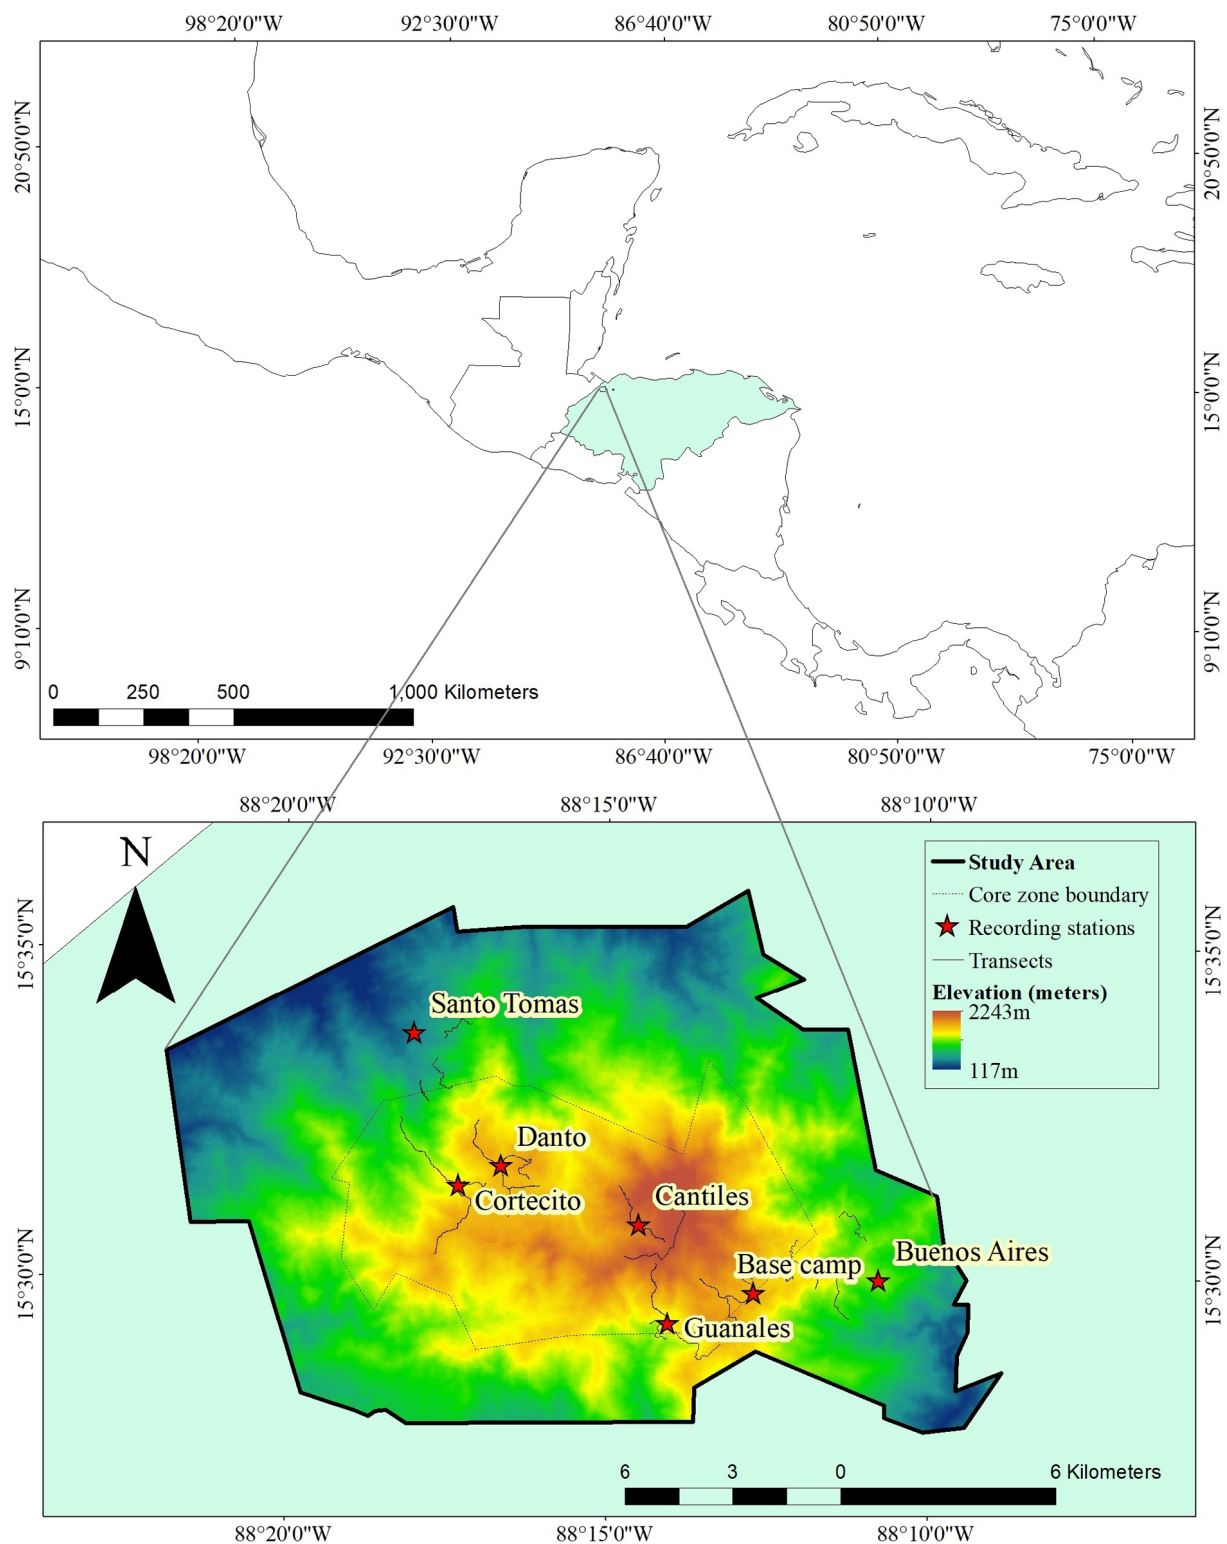 98°20'0"W 92°30'0"W 86°40'0"W 80°50'0"W 75°0'0"W
20°50'0"N 20°50'0"N
15°0'0"N 15°0'0"N
9°10'0"N 9°10'0"N
0 250 500 1,000 Kilometers
98°20'0"W 92°30'0"W 86°40'0"W 80°50'0"W 75°0'0"W
88°20'0"W 88°15'0"W 88°10'0"W
N
Study Area
Core zone boundary
Recording stations
Transects
Elevation (meters)
2243m
117m
15°35'0"N 15°35'0"N
Santo Tomas
Danto
Cortecito
Cantiles
Buenos Aires
Base camp
Guanales
15°30'0"N 15°30'0"N
6 3 0 6 Kilometers
88°20'0"W 88°15'0"W 88°10'0"W